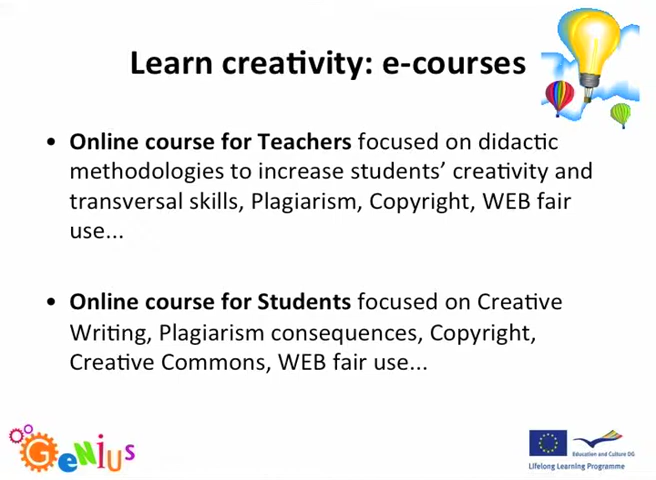 Learn creativity: e-courses
• Online course for Teachers focused on didactic
methodologies to increase students’ creativity and
transversal skills, Plagiarism, Copyright, WEB fair
use...
• Online course for Students focused on Creative
Writing, Plagiarism consequences, Copyright,
Creative Commons, WEB fair use...
Genius
Education and Culture DG
Lifelong Learning Programme